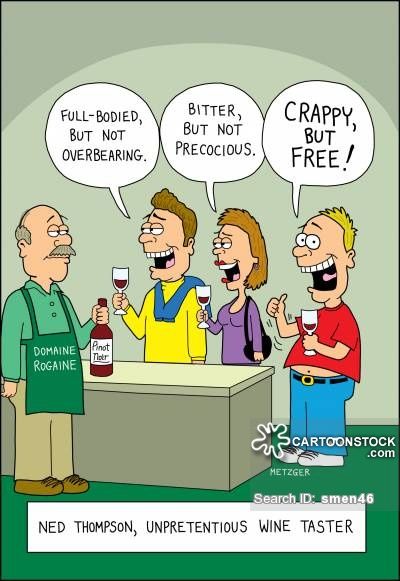 FULL-BODIED,
BUT NOT
OVERBEARING.
BITTER,
BUT NOT
PRECOCIOUS.
CRAPPY,
BUT
FREE!
Pinot
Noir
DOMAINE
ROGAINE
CARTOONSTOCK
.com
METZGER
Search ID: smen46
NED THOMPSON, UNPRETENTIOUS WINE TASTER